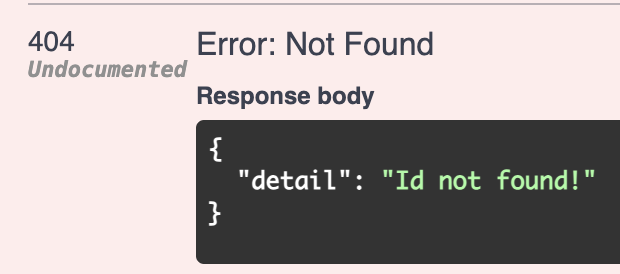 404 Error: Not Found
Undocumented
Response body
{
  "detail": "Id not found!"
}